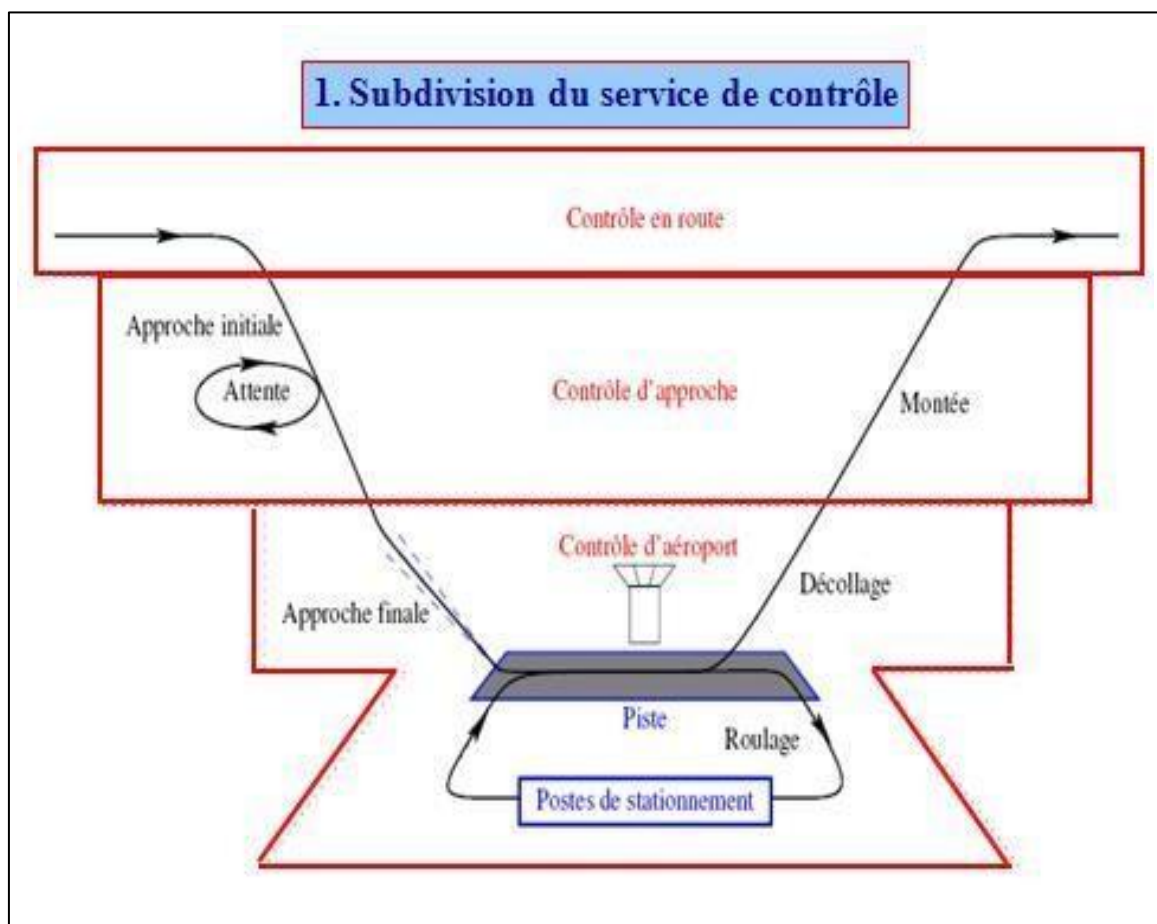 1. Subdivision du service de contrôle
Contrôle en route
Approche initiale
Attente
Contrôle d'approche
Montée
Contrôle d'aéroport
Décollage
Approche finale
Piste
Roulage
Postes de stationnement